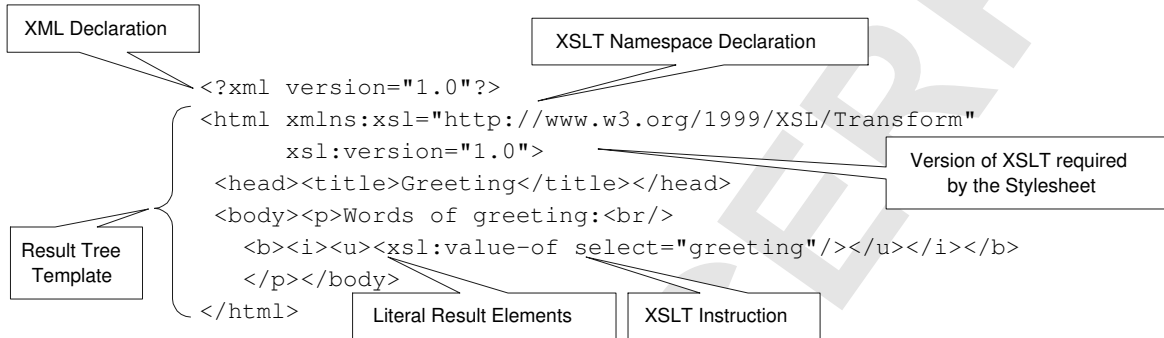 XML Declaration
XSLT Namespace Declaration
<?xml version="1.0"?>
<html xmlns:xsl="http://www.w3.org/1999/XSL/Transform"
xsl:version="1.0">
Version of XSLT required
by the Stylesheet
<head><title>Greeting</title></head>
<body><p>Words of greeting:<br/>
Result Tree
Template
<b><i><u><xsl:value-of select="greeting"/></u></i></b>
</p></body>
</html>
Literal Result Elements
XSLT Instruction